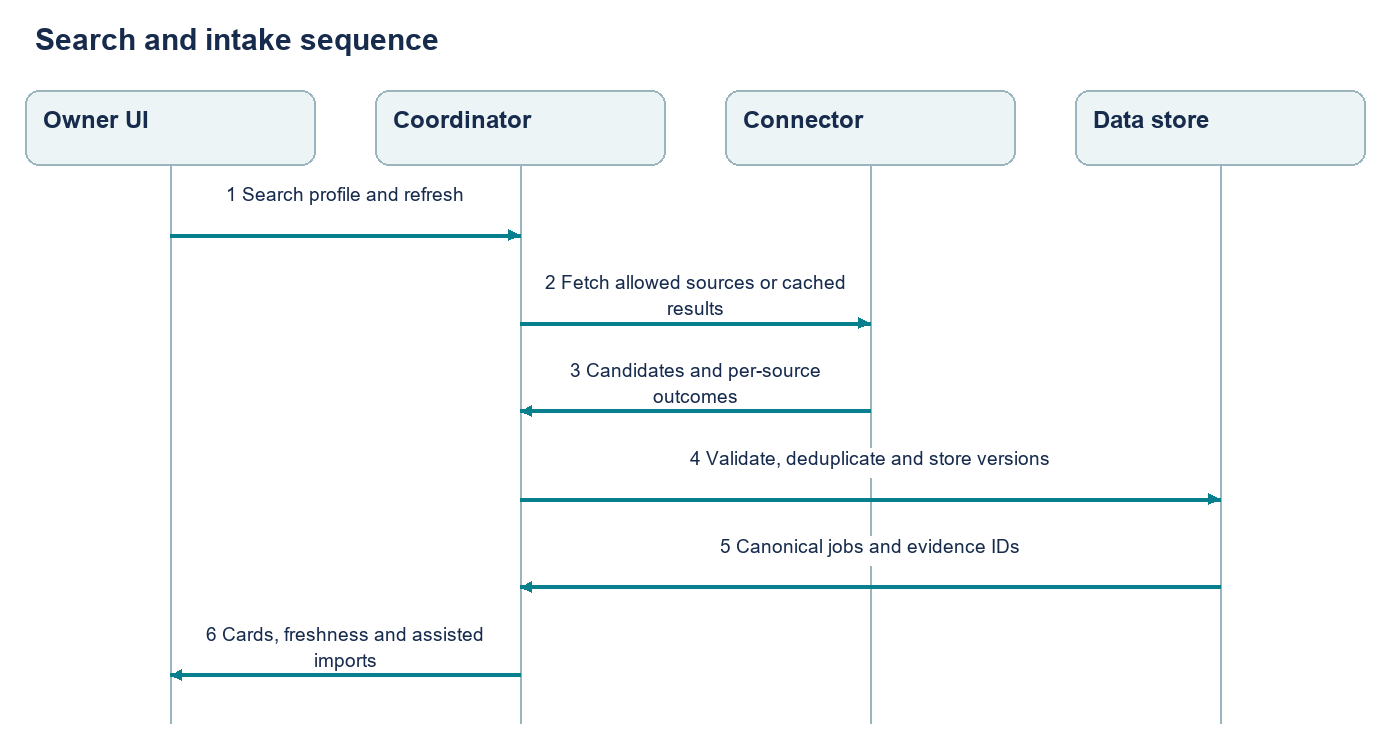 Search and intake sequence
Owner UI
Coordinator
Connector
Data store
1 Search profile and refresh
2 Fetch allowed sources or cached
results
3 Candidates and per-source
outcomes
4 Validate, deduplicate and store versions
5 Canonical jobs and evidence IDs
6 Cards, freshness and assisted
imports